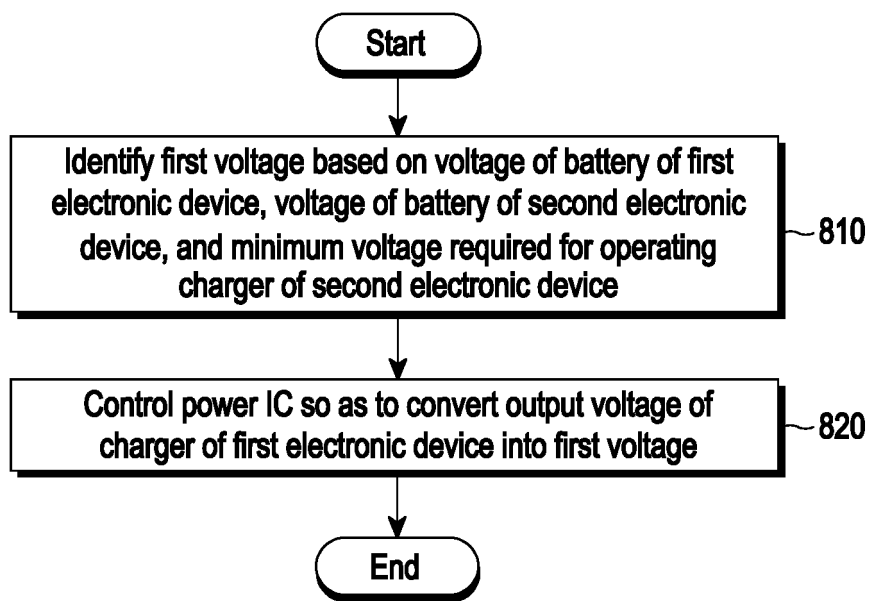 Start
Identify first voltage based on voltage of battery of first
electronic device, voltage of battery of second electronic
device, and minimum voltage required for operating
charger of second electronic device
810
Control power IC so as to convert output voltage of
charger of first electronic device into first voltage
820
End